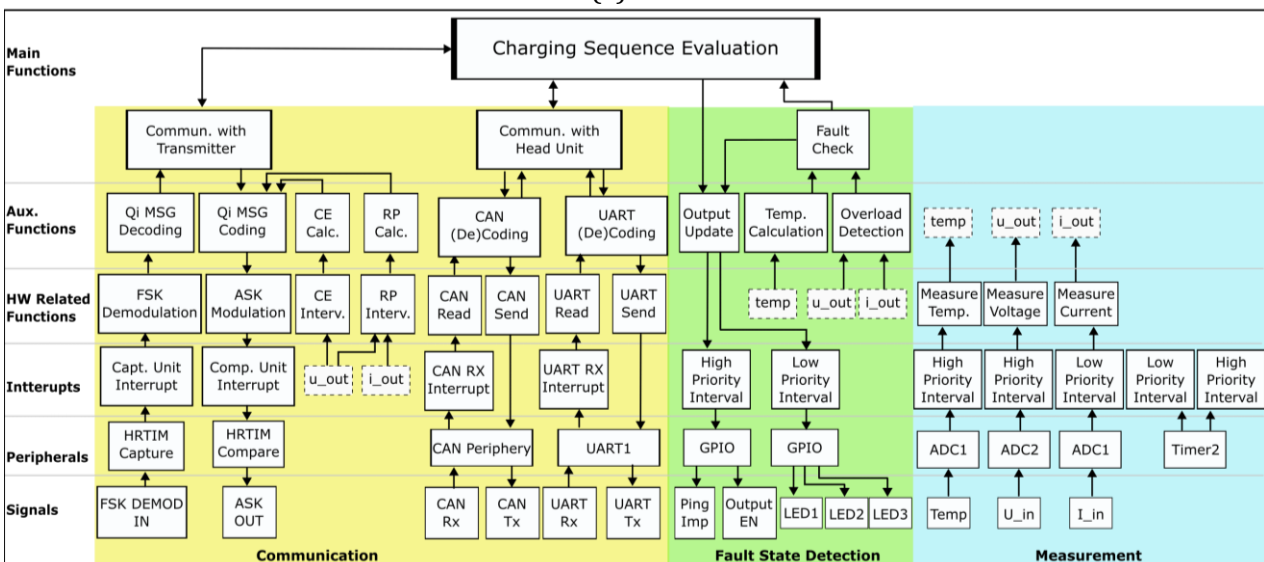 Main
Functions
Charging Sequence Evaluation
Commun. with
Transmitter
Commun. with
Head Unit
Fault
Check
Aux.
Functions
Qi MSG
Decoding
Qi MSG
Coding
CE
Calc.
RP
Calc.
CAN
(De)Coding
UART
(De)Coding
Output
Update
Temp.
Calculation
Overload
Detection
temp
u_out
i_out
HW Related
Functions
FSK
Demodulation
ASK
Modulation
CE
Interv.
RP
Interv.
CAN
Read
CAN
Send
UART
Read
UART
Send
temp
u_out
i_out
Measure
Temp.
Measure
Voltage
Measure
Current
Intterupts
Capt. Unit
Interrupt
Comp. Unit
Interrupt
u_out
i_out
CAN RX
Interrupt
UART RX
Interrupt
High
Priority
Interval
Low
Priority
Interval
High
Priority
Interval
High
Priority
Interval
Low
Priority
Interval
Low
Priority
Interval
High
Priority
Interval
Peripherals
HRTIM
Capture
HRTIM
Compare
CAN Periphery
UART1
GPIO
GPIO
ADC1
ADC2
ADC1
Timer2
Signals
FSK DEMOD
IN
ASK
OUT
CAN
Rx
CAN
Tx
UART
Rx
UART
Tx
Ping
Imp
Output
EN
LED1
LED2
LED3
Temp
U_in
I_in
Communication
Fault State Detection
Measurement